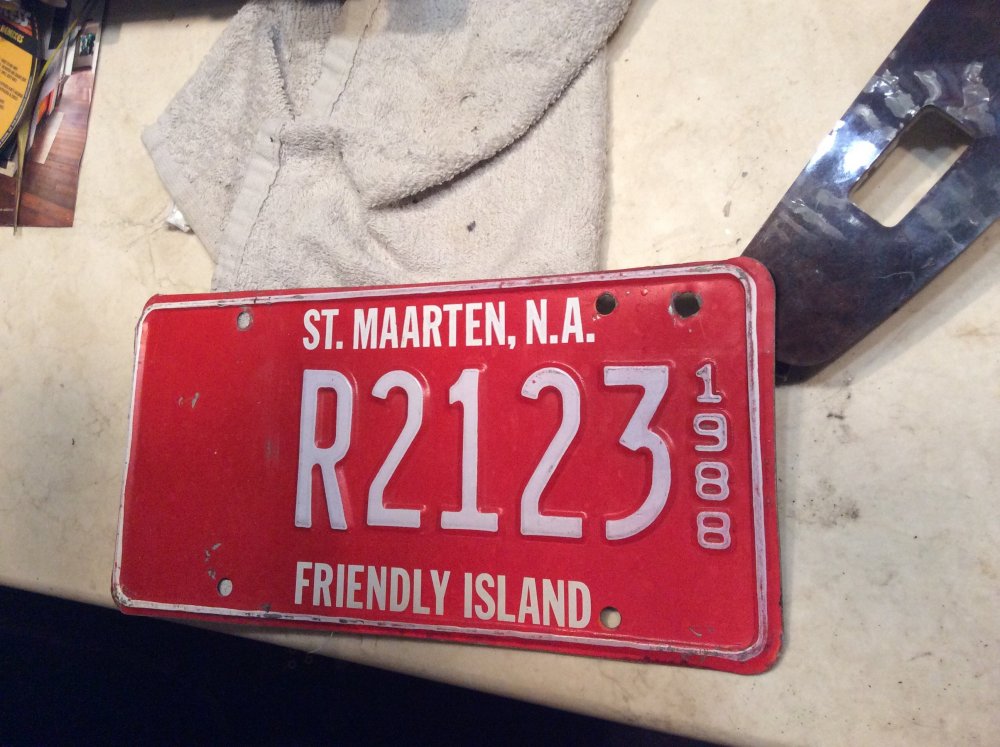 ST. MAARTEN, N.A.
R2123
1988
FRIENDLY ISLAND